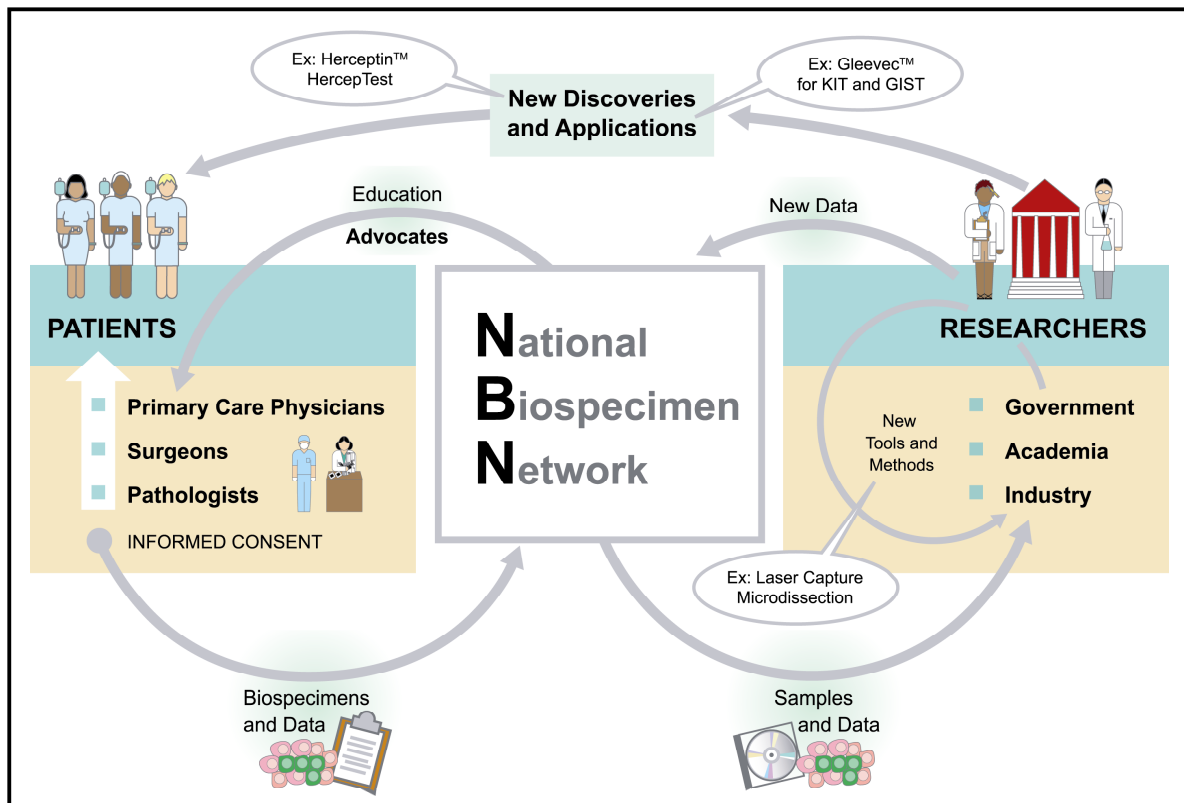 Ex: Herceptin™
HercepTest
New Discoveries
and Applications
Ex: Gleevec™
for KIT and GIST
Education
Advocates
New Data
PATIENTS
Primary Care Physicians
Surgeons
Pathologists
INFORMED CONSENT
National
Biospecimen
Network
RESEARCHERS
Government
Academia
Industry
New
Tools and
Methods
Ex: Laser Capture
Microdissection
Biospecimens
and Data
Samples
and Data